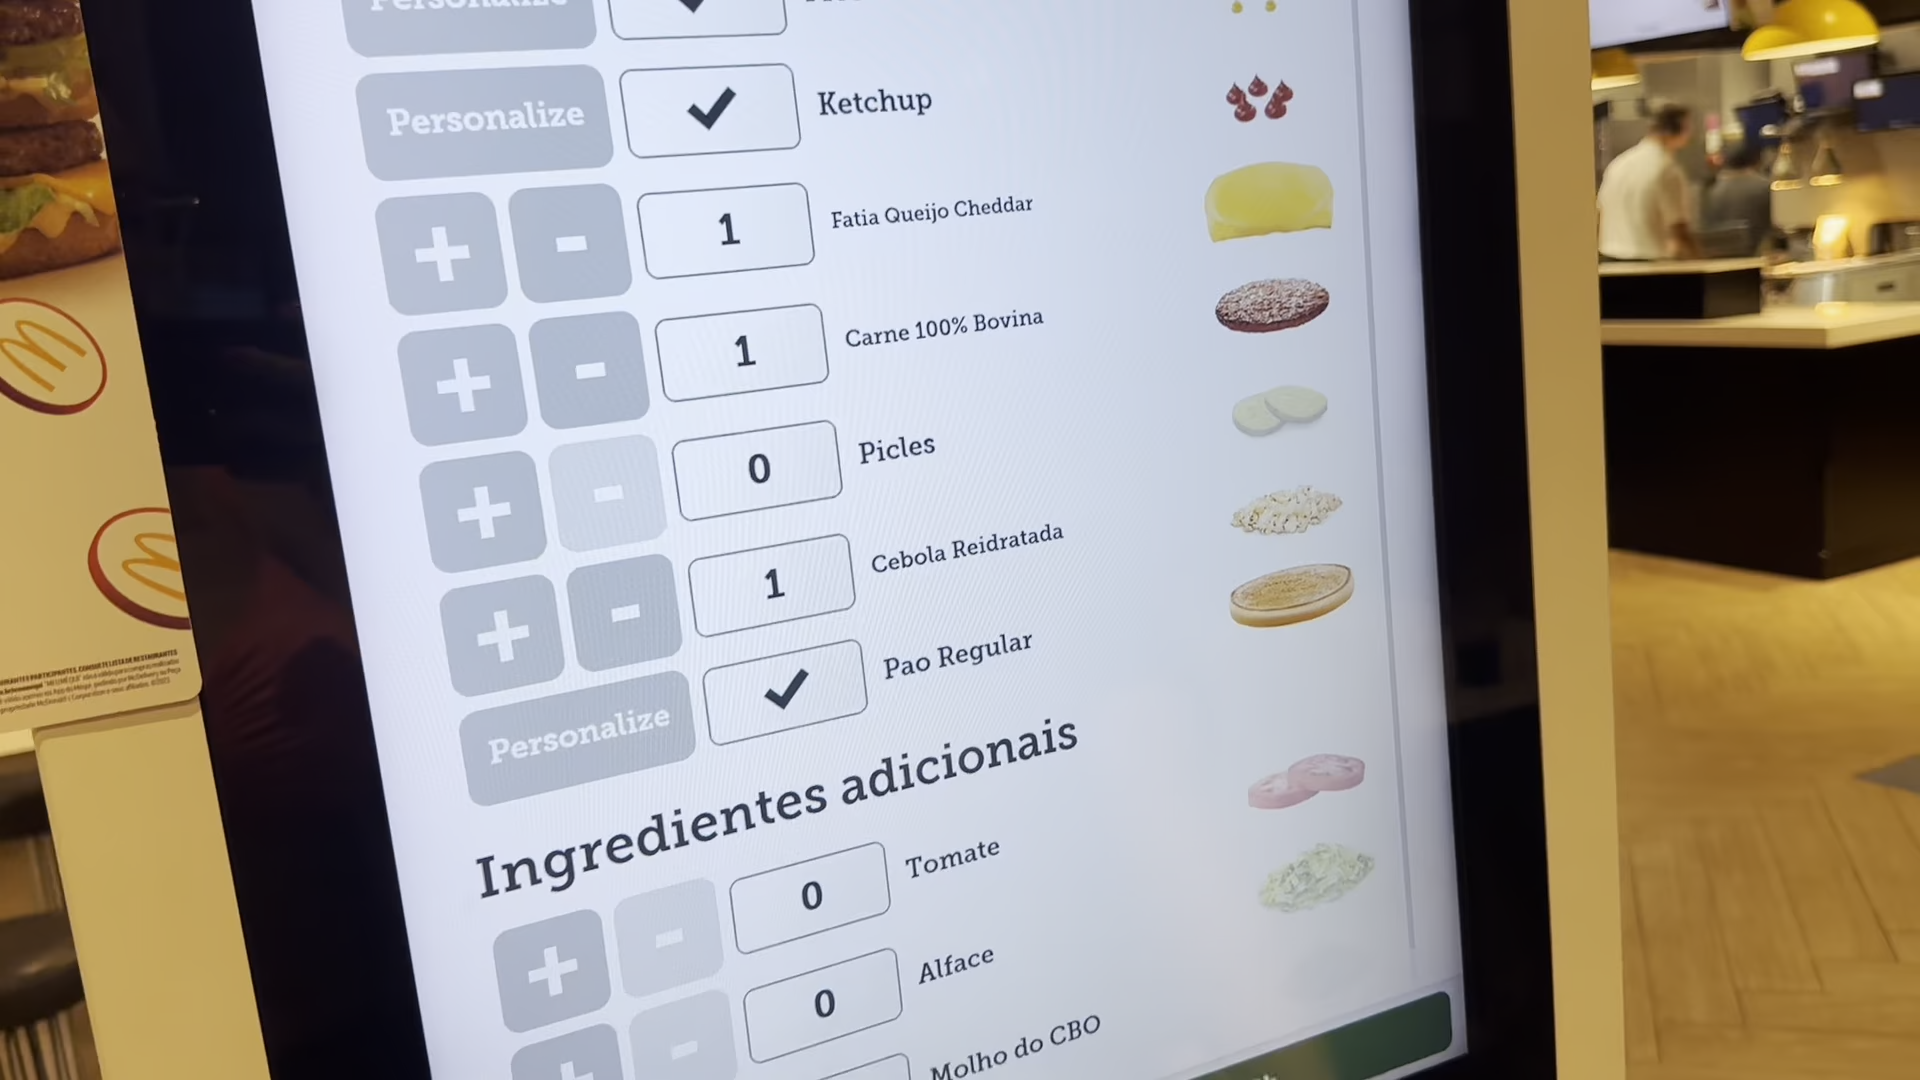 Personalize
Personalize
Ketchup
+ - 1 Fatia Queijo Cheddar
+ - 1 Carne 100% Bovina
+ - 0 Picles
+ - 1 Cebola Reidratada
Personalize
Pao Regular
Ingredientes adicionais
+ - 0 Tomate
+ - 0 Alface
Molho do CBO